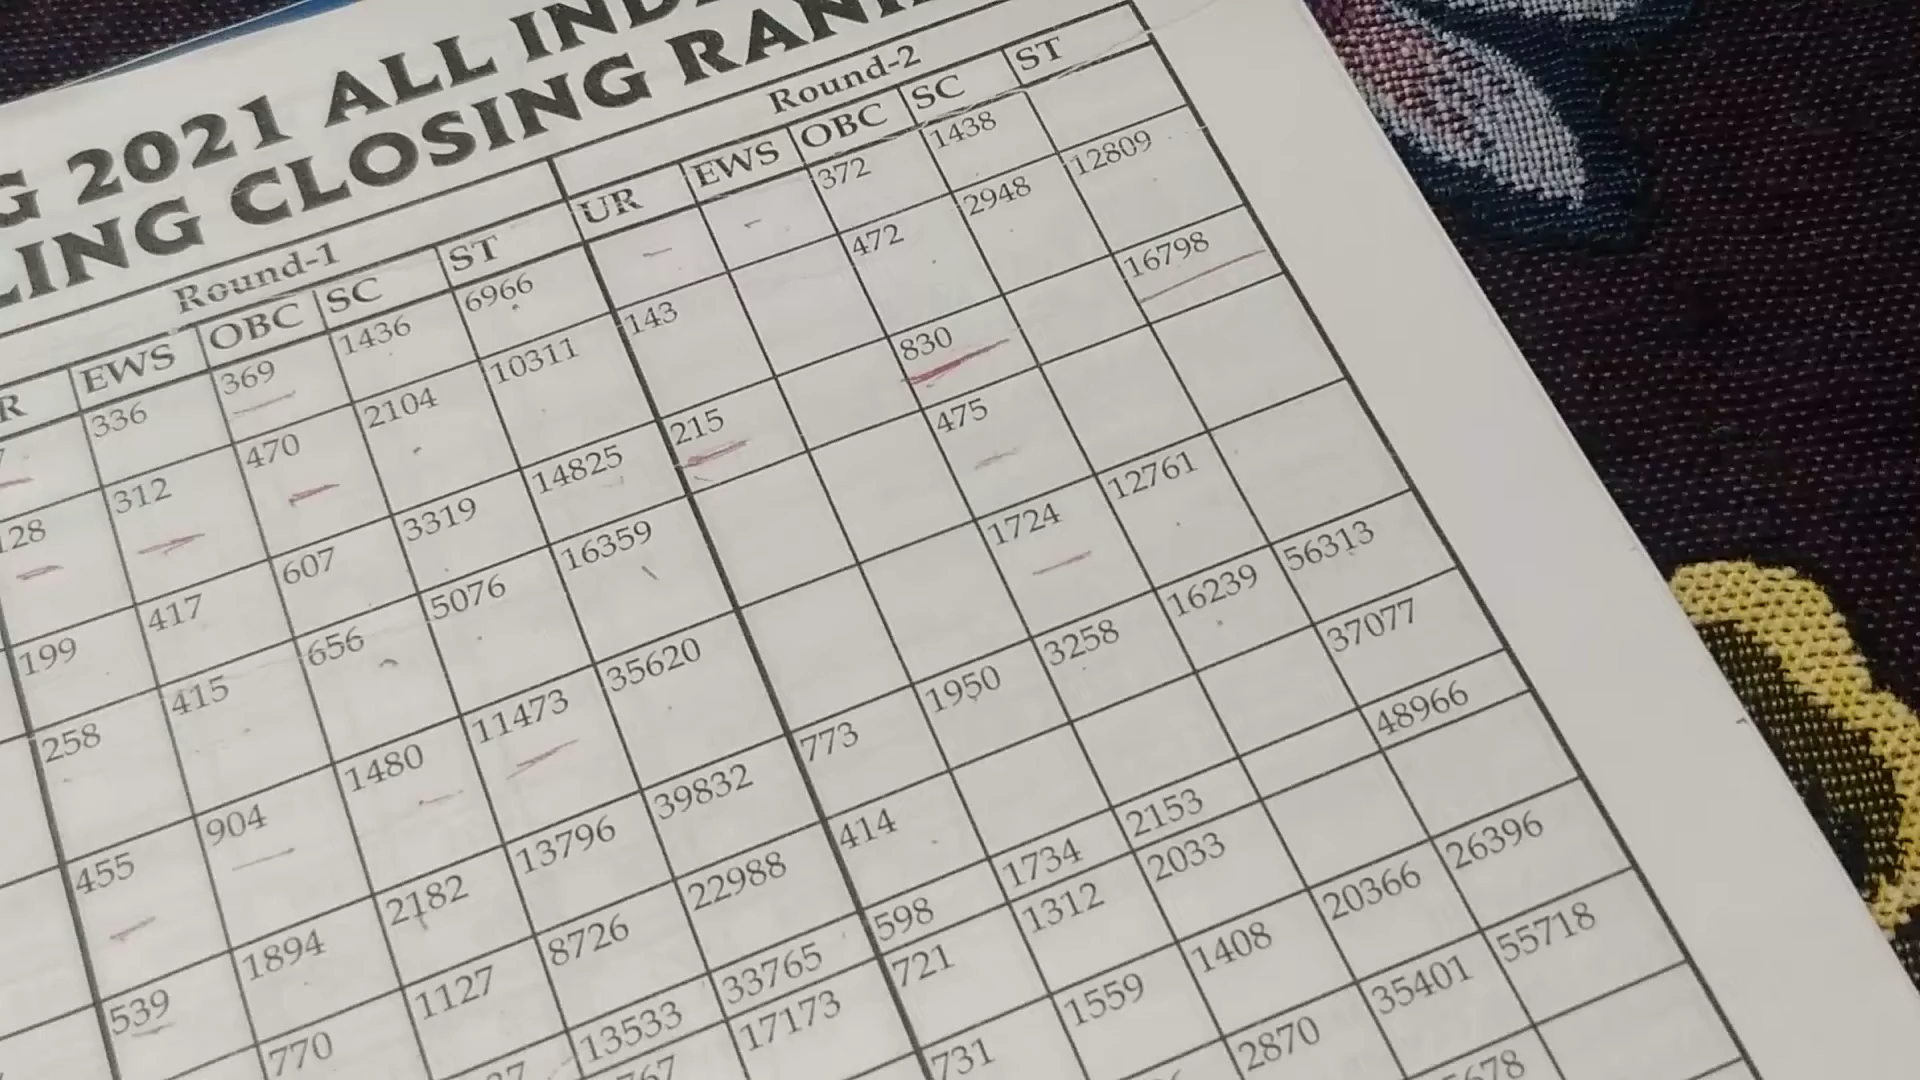 G 2021 ALL IND
LING CLOSING RAN
Round-1 Round-2
R EWS OBC SC ST UR EWS OBC SC ST
7 336 369 1436 6966 - - 372 1438
128 312 470 2104 10311 143 472 2948 12809
199 417 607 3319 14825 215 830 16798
258 415 656 5076 16359 475
455 904 1480 11473 35620 1724 12761
539 1894 2182 13796 39832 773 1950 3258 16239 56313
770 1127 8726 22988 414 37077
13533 33765 598 1734 2153 48966
767 17173 721 1312 2033
731 1559 1408 20366 26396
2870 35401 55718